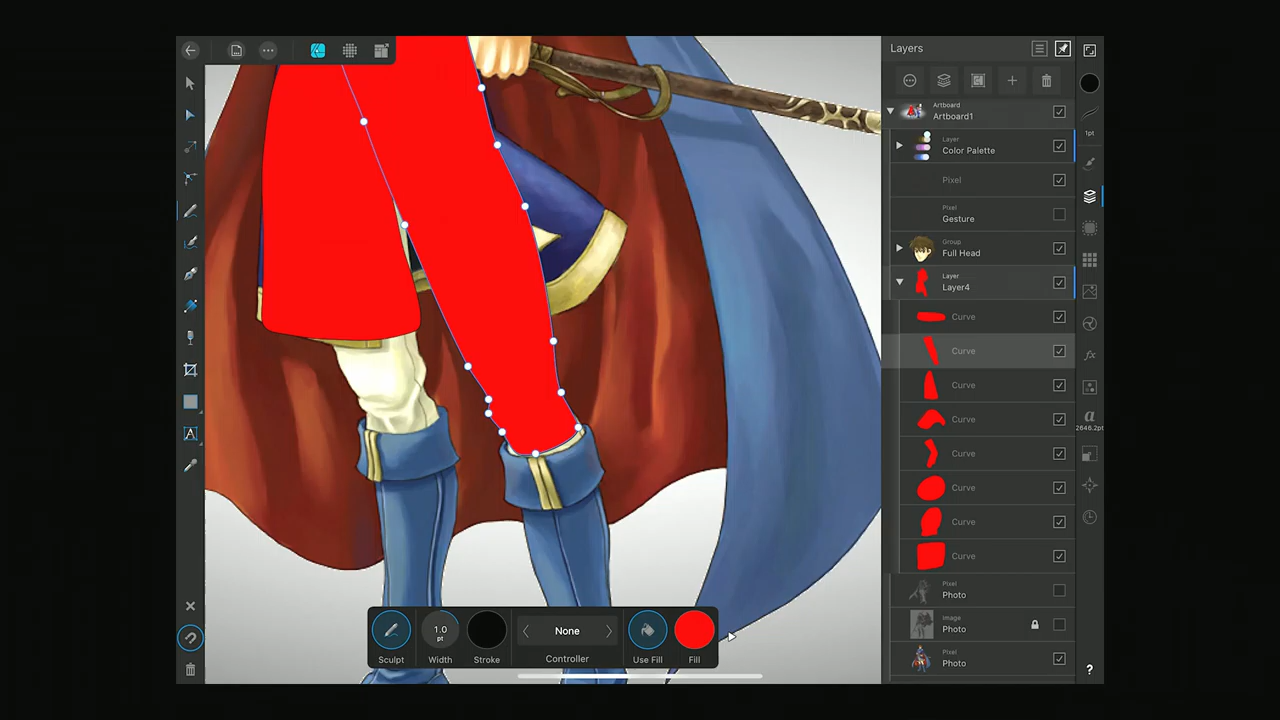 Layers
Artboard
Artboard1
1pt
Layer
Color Palette
Pixel
Pixel
Gesture
Group
Full Head
Layer
Layer4
Curve
Curve
fx
Curve
Curve
a
2646.2pt
Curve
Curve
Curve
Curve
Pixel
Photo
Image
Photo
Pixel
Photo
1.0
pt
None
Sculpt
Width
Stroke
Controller
Use Fill
Fill
A
?